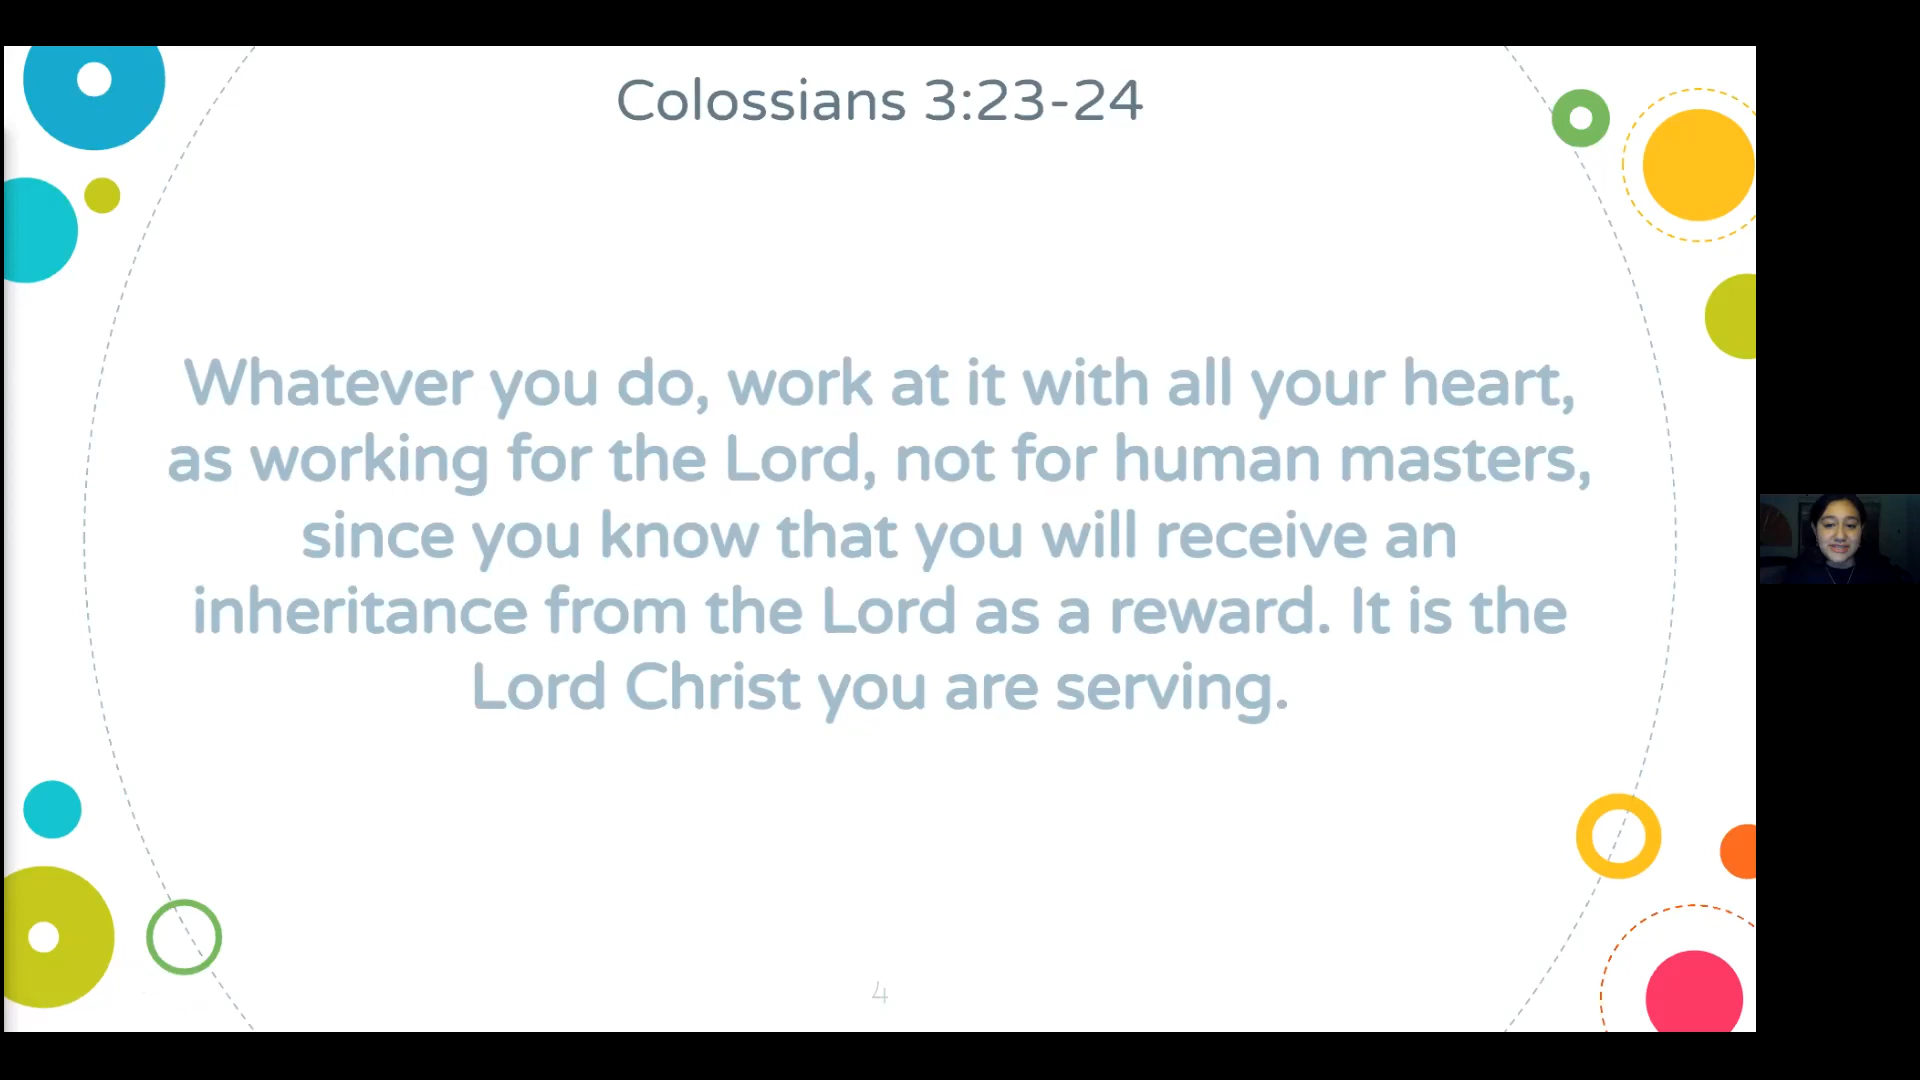 Colossians 3:23-24
Whatever you do, work at it with all your heart,
as working for the Lord, not for human masters,
since you know that you will receive an
inheritance from the Lord as a reward. It is the
Lord Christ you are serving.
4